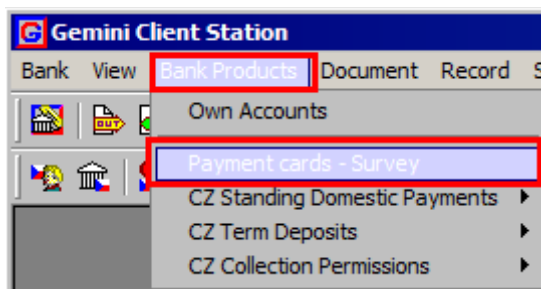 Gemini Client Station
Bank View Bank Products Document Record S
Own Accounts
OUT
Payment cards - Survey
CZ Standing Domestic Payments
CZ Term Deposits
CZ Collection Permissions